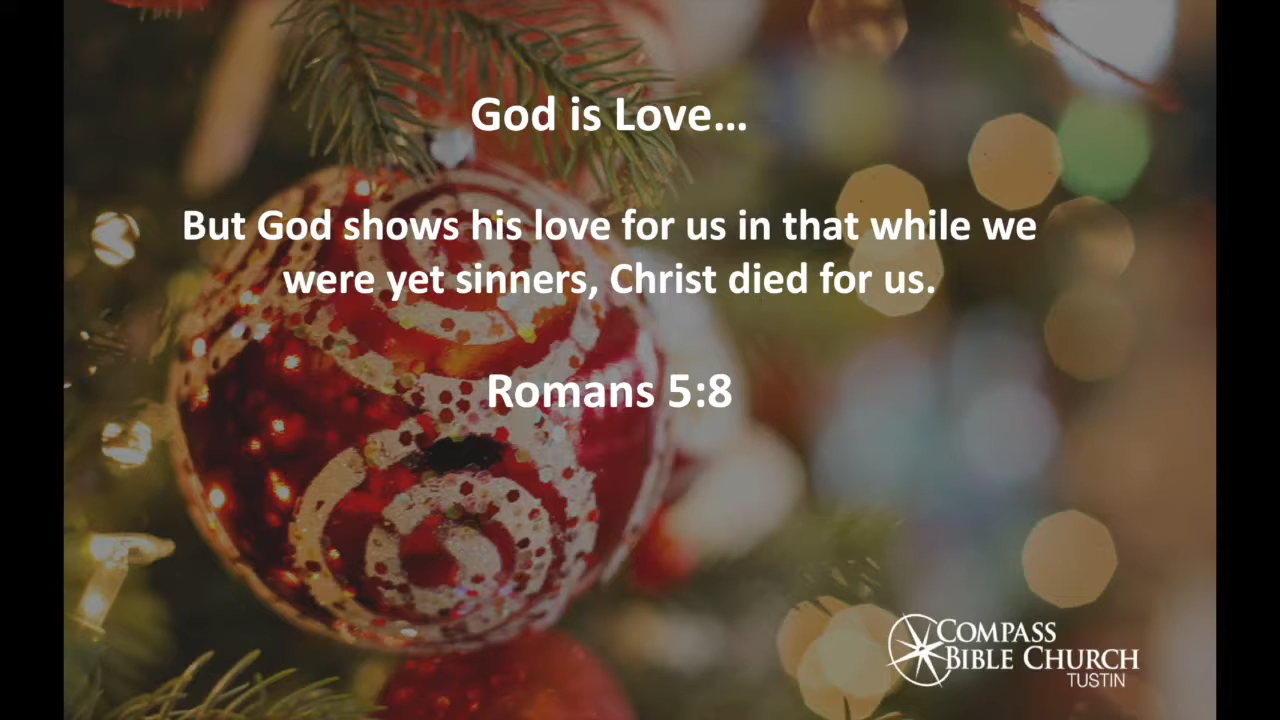 God is Love…
But God shows his love for us in that while we
were yet sinners, Christ died for us.
Romans 5:8
COMPASS
BIBLE CHURCH
TUSTIN